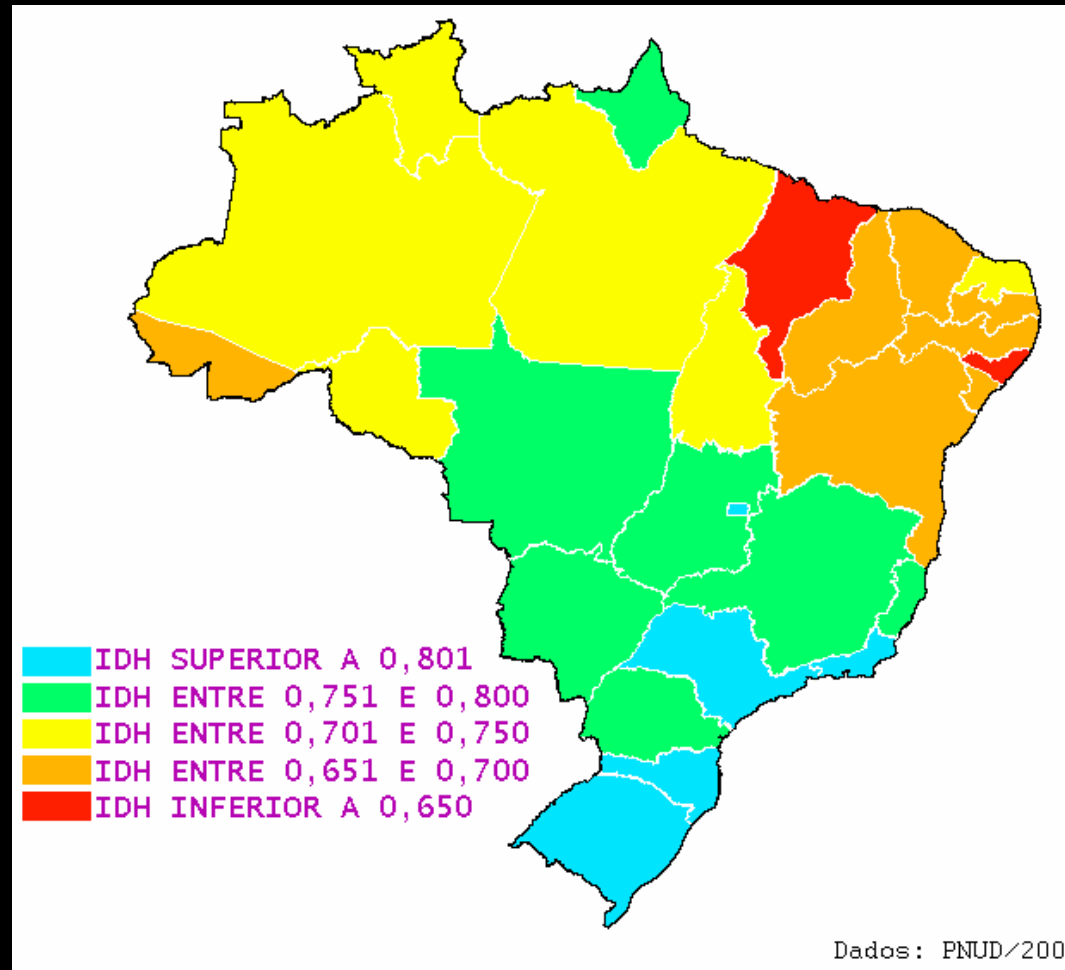 IDH SUPERIOR A 0,801
IDH ENTRE 0,751 E 0,800
IDH ENTRE 0,701 E 0,750
IDH ENTRE 0,651 E 0,700
IDH INFERIOR A 0,650
Dados: PNUD/200